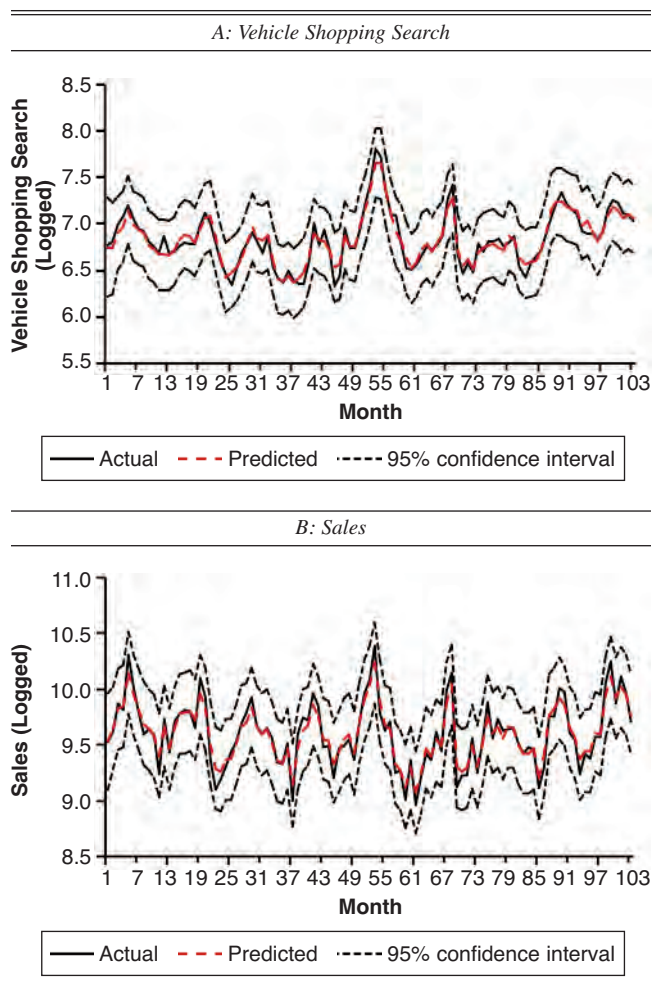 A: Vehicle Shopping Search
Vehicle Shopping Search
(Logged)
8.5
8.0
7.5
7.0
6.5
6.0
5.5
1 7 13 19 25 31 37 43 49 55 61 67 73 79 85 91 97 103
Month
Actual Predicted 95% confidence interval
B: Sales
Sales (Logged)
11.0
10.5
10.0
9.5
9.0
8.5
1 7 13 19 25 31 37 43 49 55 61 67 73 79 85 91 97 103
Month
Actual Predicted 95% confidence interval